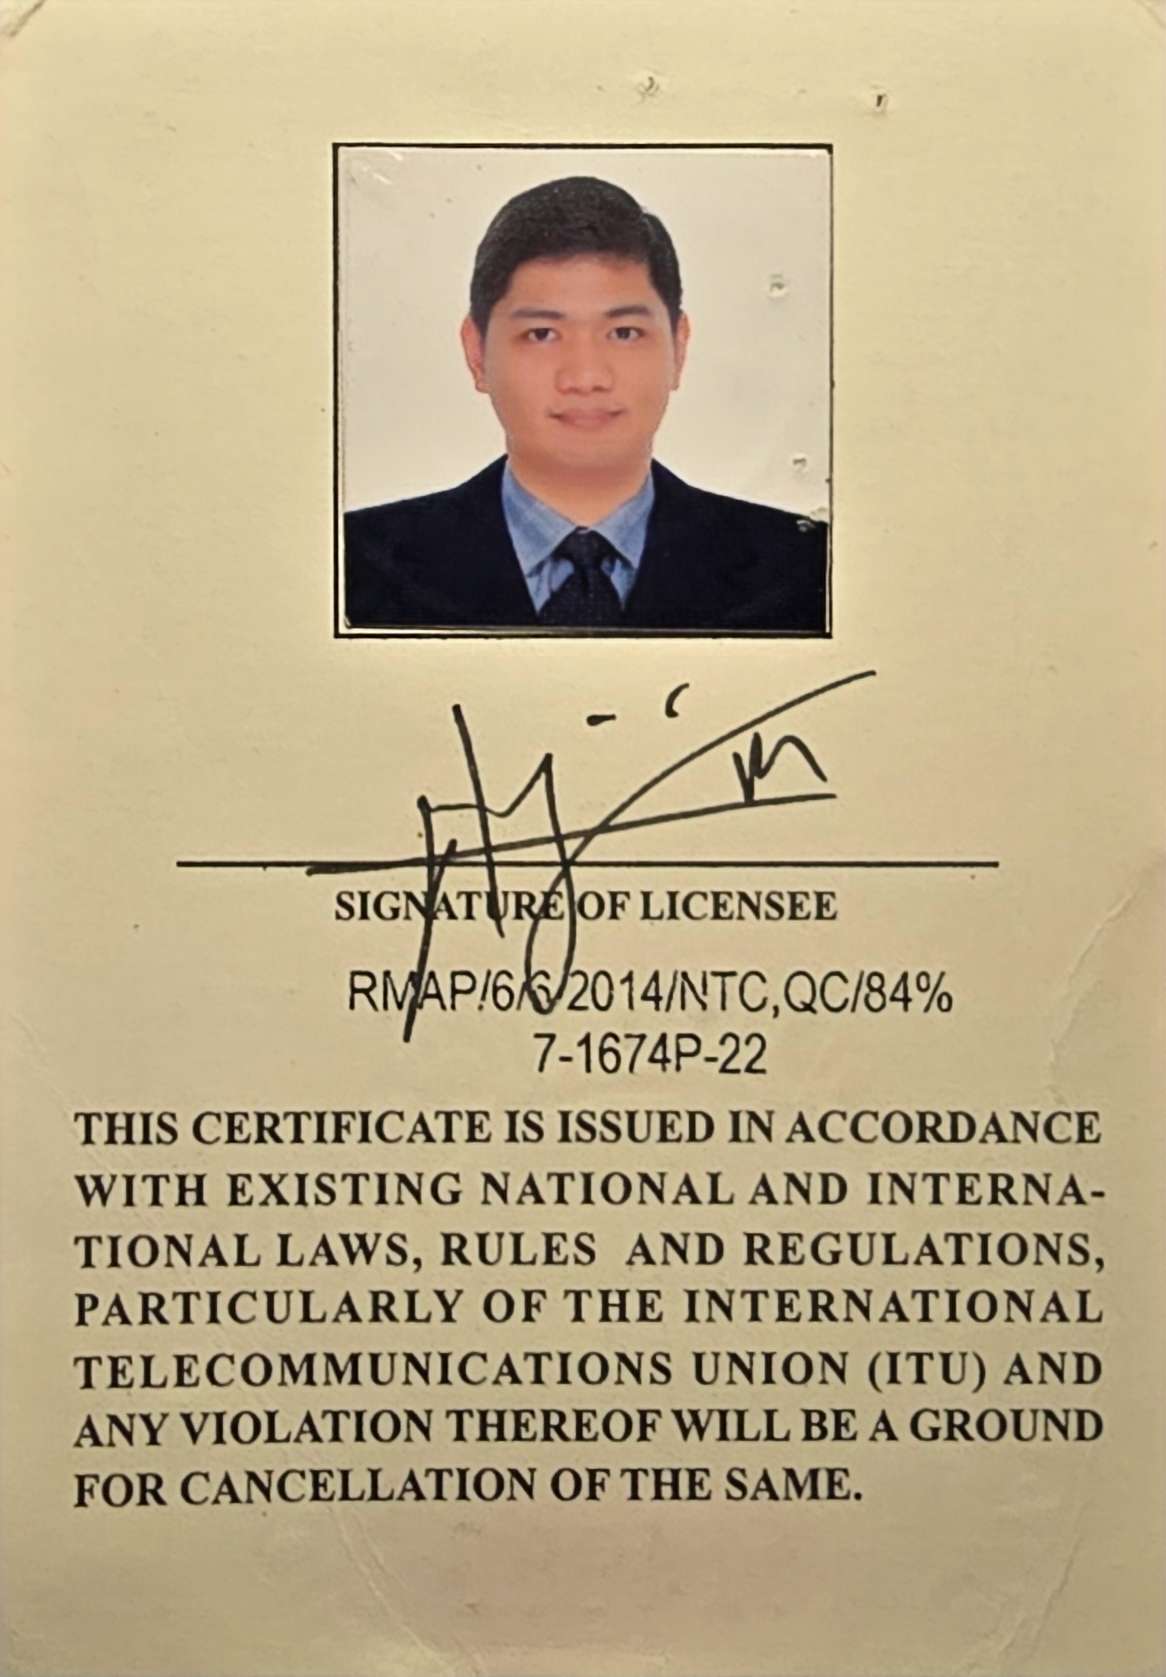 SIGNATURE OF LICENSEE
RMAP/6/6/2014/NTC,QC/84%
7-1674P-22
THIS CERTIFICATE IS ISSUED IN ACCORDANCE
WITH EXISTING NATIONAL AND INTERNA-
TIONAL LAWS, RULES AND REGULATIONS,
PARTICULARLY OF THE INTERNATIONAL
TELECOMMUNICATIONS UNION (ITU) AND
ANY VIOLATION THEREOF WILL BE A GROUND
FOR CANCELLATION OF THE SAME.